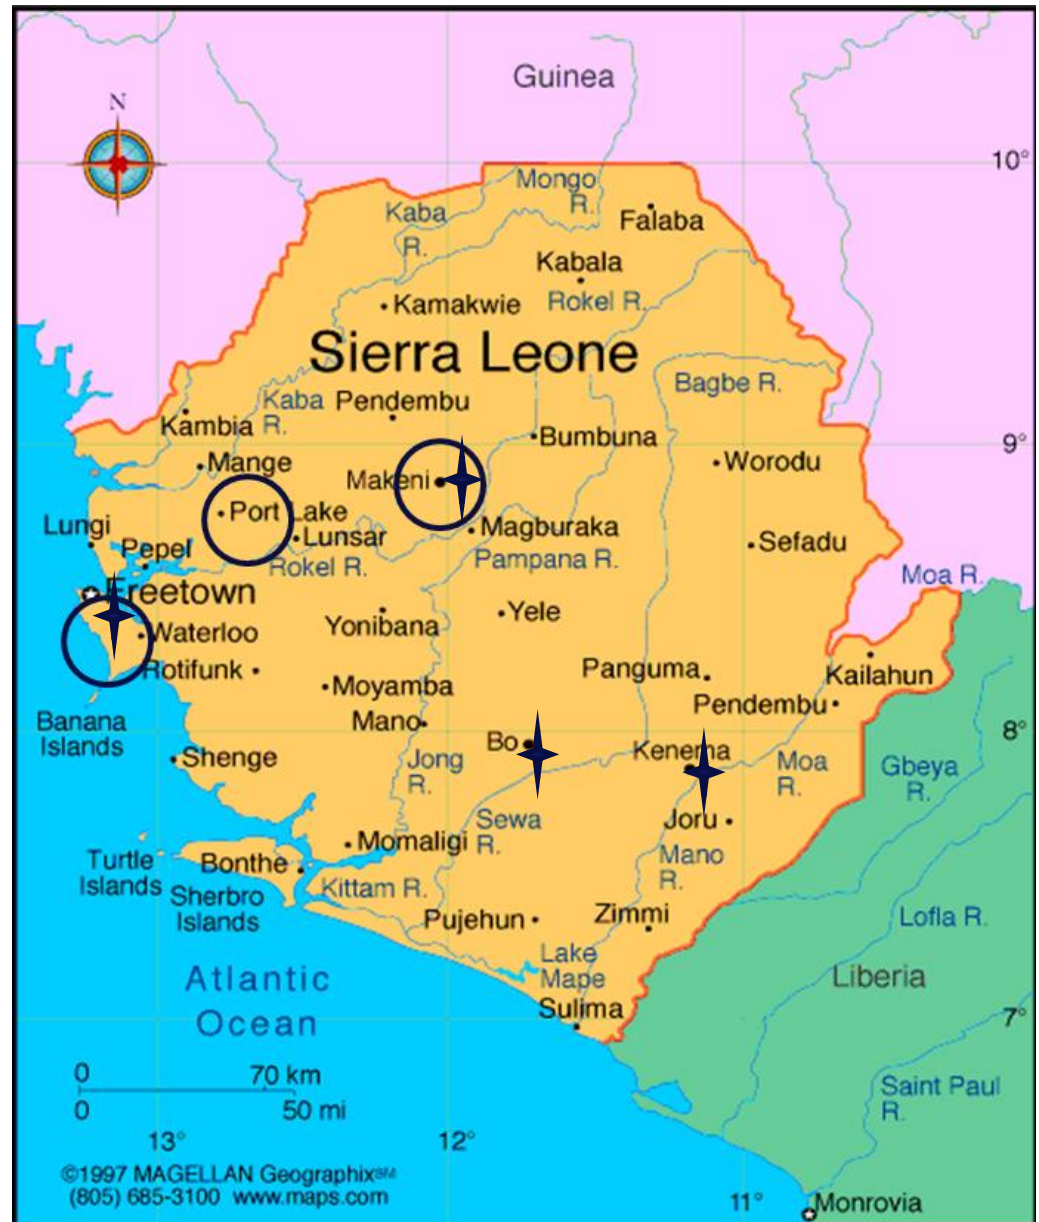 Guinea
N
10°
Mongo
R.
Kaba
R.
Falaba
Kabala
Kamakwie
Rokel R.
Sierra Leone
Bagbe R.
Kaba
R.
Pendembu
Kambia
Bumbuna
9°
Mange
Worodu
Makeni
Port Lake
Lungi
Lunsar
Magburaka
Pepel
Sefadu
Rokel R.
Pampana R.
Moa R.
Freetown
Yele
Yonibana
Waterloo
Rotifunk
Panguma
Kailahun
Moyamba
Pendembu
Banana
Islands
Mano
8°
Bo
Kenema
Shenge
Jong
R.
Moa
R.
Gbeya
R.
Sewa
R.
Joru
Momaligi
Mano
R.
Turtle
Islands
Bonthe
Kittam R.
Sherbro
Islands
Pujehun
Zimmi
Lofla R.
Lake
Mape
Liberia
Atlantic
Ocean
Sulima
7°
0 70 km
0 50 mi
Saint Paul
R.
13°
12°
©1997 MAGELLAN Geographix℠
(805) 685-3100 www.maps.com
11°
Monrovia